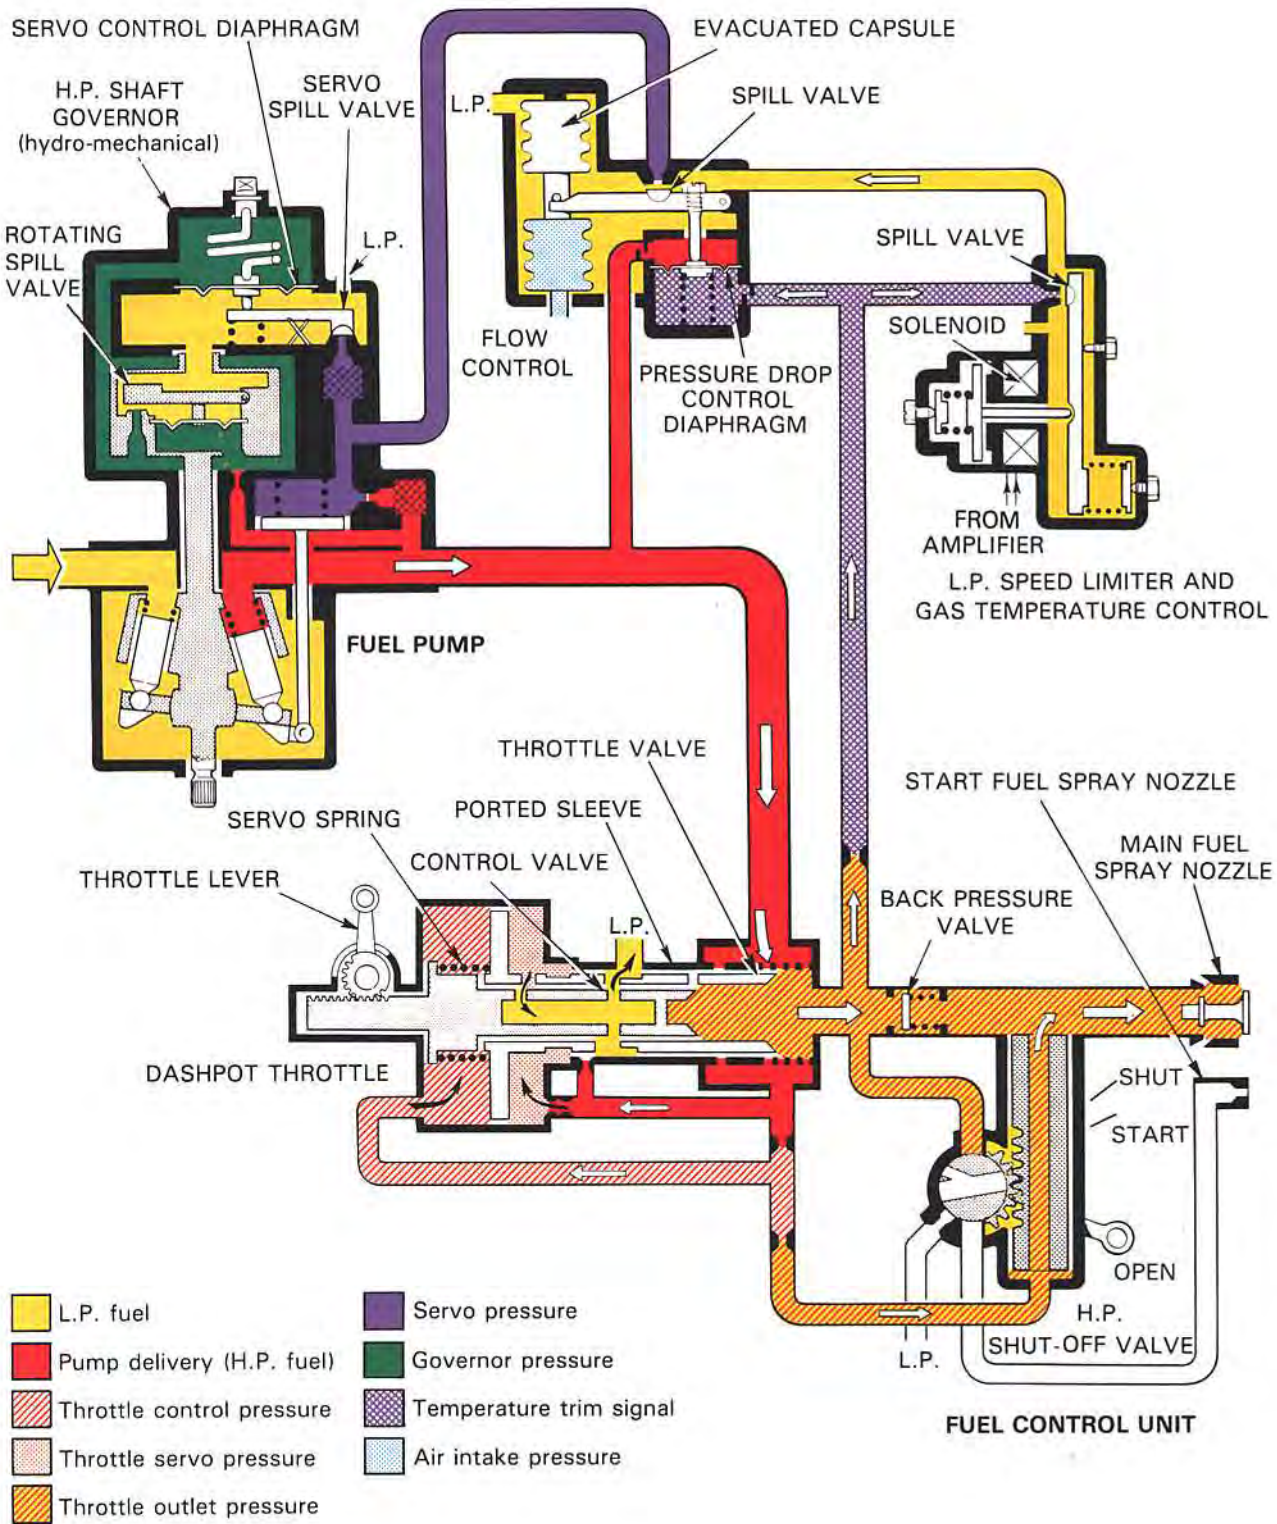 SERVO CONTROL DIAPHRAGM
H.P. SHAFT
GOVERNOR
(hydro-mechanical)
SERVO
SPILL VALVE
L.P.
EVACUATED CAPSULE
SPILL VALVE
ROTATING
SPILL
VALVE
L.P.
FLOW
CONTROL
PRESSURE DROP
CONTROL
DIAPHRAGM
SPILL VALVE
SOLENOID
FROM
AMPLIFIER
L.P. SPEED LIMITER AND
GAS TEMPERATURE CONTROL
FUEL PUMP
THROTTLE VALVE
PORTED SLEEVE
SERVO SPRING
CONTROL VALVE
THROTTLE LEVER
L.P.
START FUEL SPRAY NOZZLE
MAIN FUEL
SPRAY NOZZLE
BACK PRESSURE
VALVE
DASHPOT THROTTLE
SHUT
START
OPEN
H.P.
SHUT-OFF VALVE
L.P.
FUEL CONTROL UNIT
L.P. fuel
Pump delivery (H.P. fuel)
Throttle control pressure
Throttle servo pressure
Throttle outlet pressure
Servo pressure
Governor pressure
Temperature trim signal
Air intake pressure